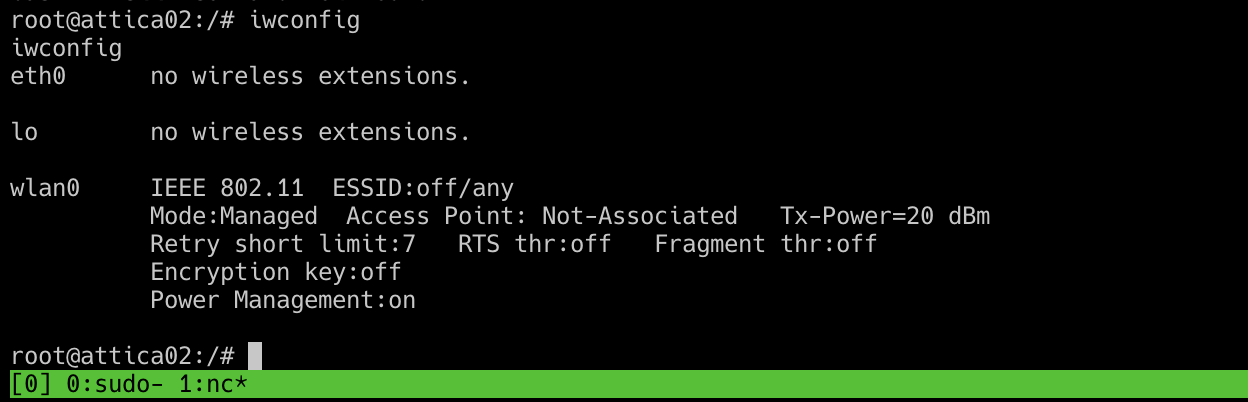 root@attica02:/# iwconfig
iwconfig
eth0      no wireless extensions.
lo        no wireless extensions.
wlan0     IEEE 802.11  ESSID:off/any
          Mode:Managed  Access Point: Not-Associated   Tx-Power=20 dBm
          Retry short limit:7   RTS thr:off   Fragment thr:off
          Encryption key:off
          Power Management:on
root@attica02:/#
[0] 0:sudo- 1:nc*